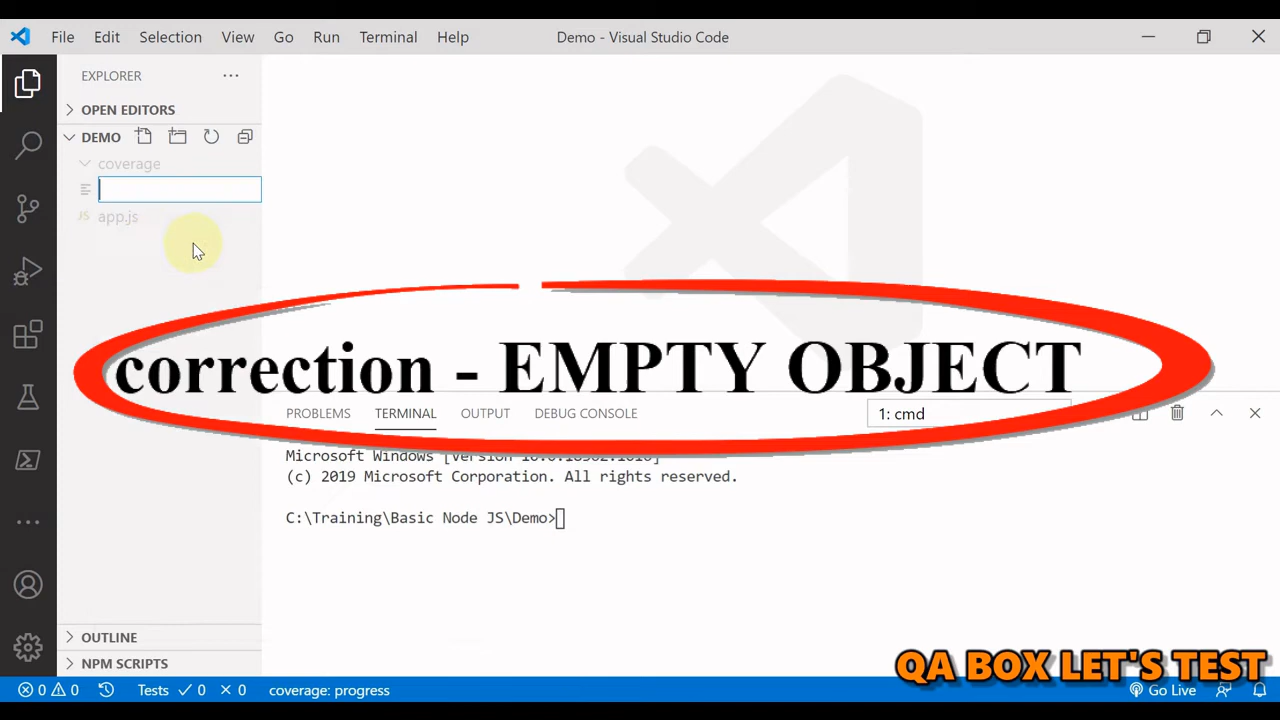 File Edit Selection View Go Run Terminal Help
Demo - Visual Studio Code
EXPLORER
OPEN EDITORS
DEMO
coverage
JS app.js
correction - EMPTY OBJECT
PROBLEMS TERMINAL OUTPUT DEBUG CONSOLE
1: cmd
Microsoft Windows [Version
(c) 2019 Microsoft Corporation. All rights reserved.
C:\Training\Basic Node JS\Demo>
OUTLINE
NPM SCRIPTS
QA BOX LET'S TEST
0 0 Tests 0 0 coverage: progress
Go Live